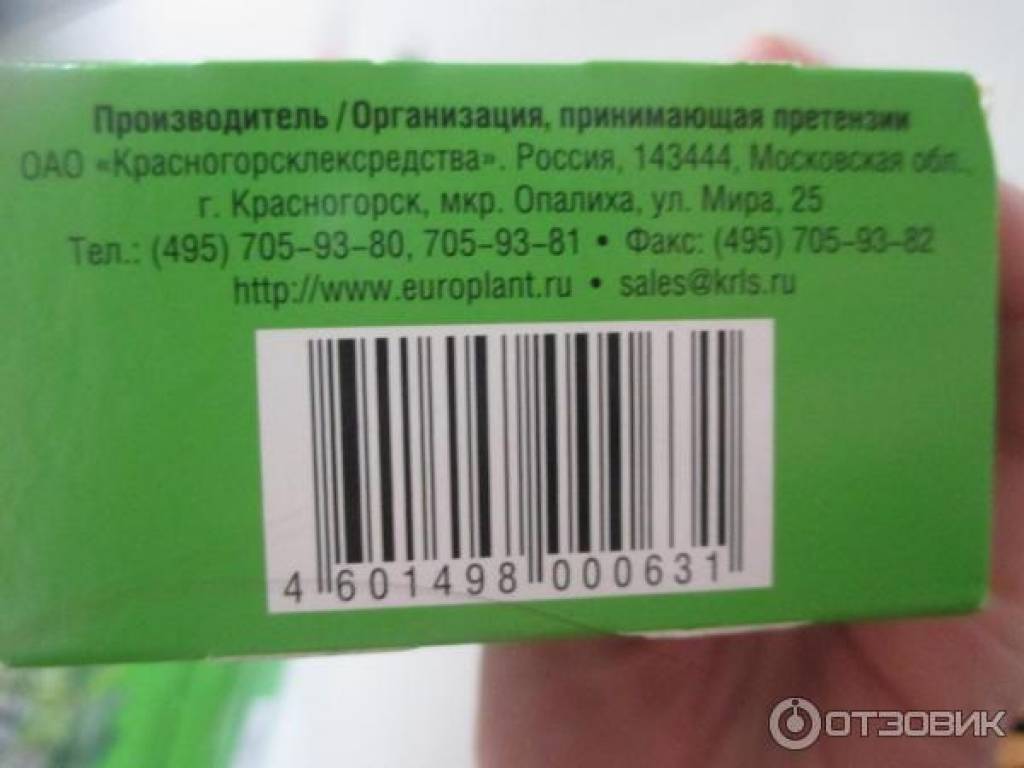 Производитель / Организация, принимающая претензии
ОАО «Красногорсклексредства». Россия, 143444, Московская обл.,
г. Красногорск, мкр. Опалиха, ул. Мира, 25
Тел.: (495) 705–93–80, 705–93–81 • Факс: (495) 705–93–82
http://www.europlant.ru • sales@krls.ru
4 601498 000631
ОТЗОВИК